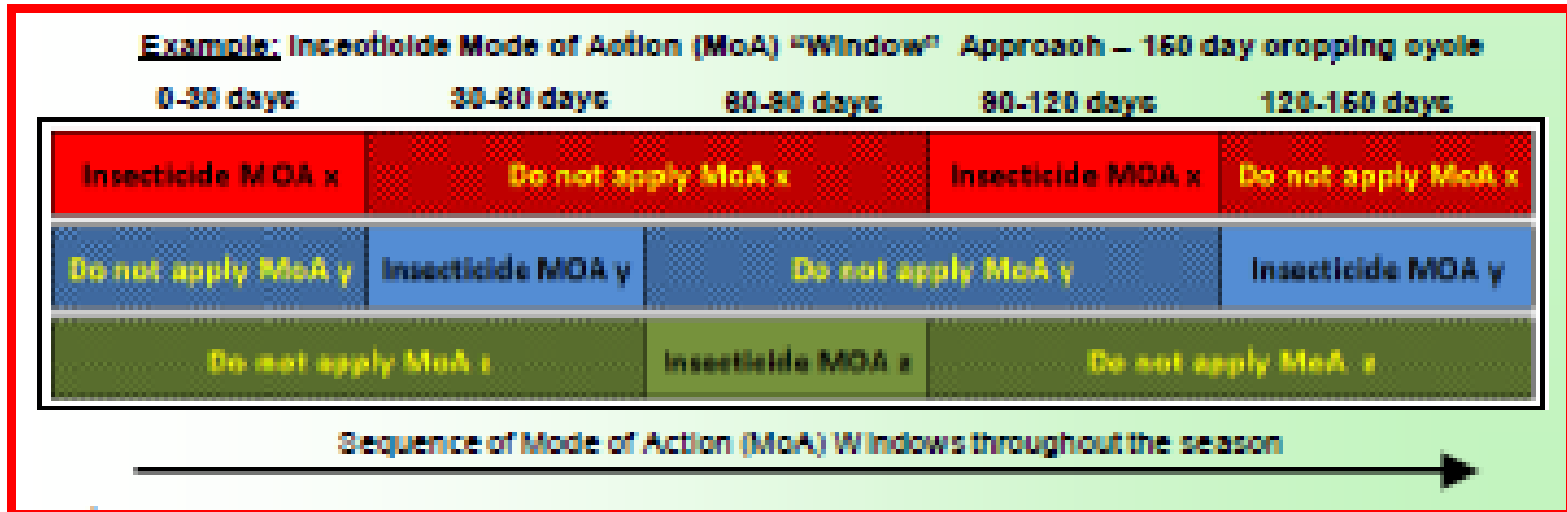 Example: Insecticide Mode of Action (MoA) "Window" Approach – 150 day cropping cycle
0-30 days 30-60 days 60-90 days 90-120 days 120-150 days
Insecticide MOA x Do not apply MoA x Insecticide MOA x Do not apply MoA x
Do not apply MoA y Insecticide MOA y Do not apply MoA y Insecticide MOA y
Do not apply MoA z Insecticide MOA z Do not apply MoA z
Sequence of Mode of Action (MoA) Windows throughout the season